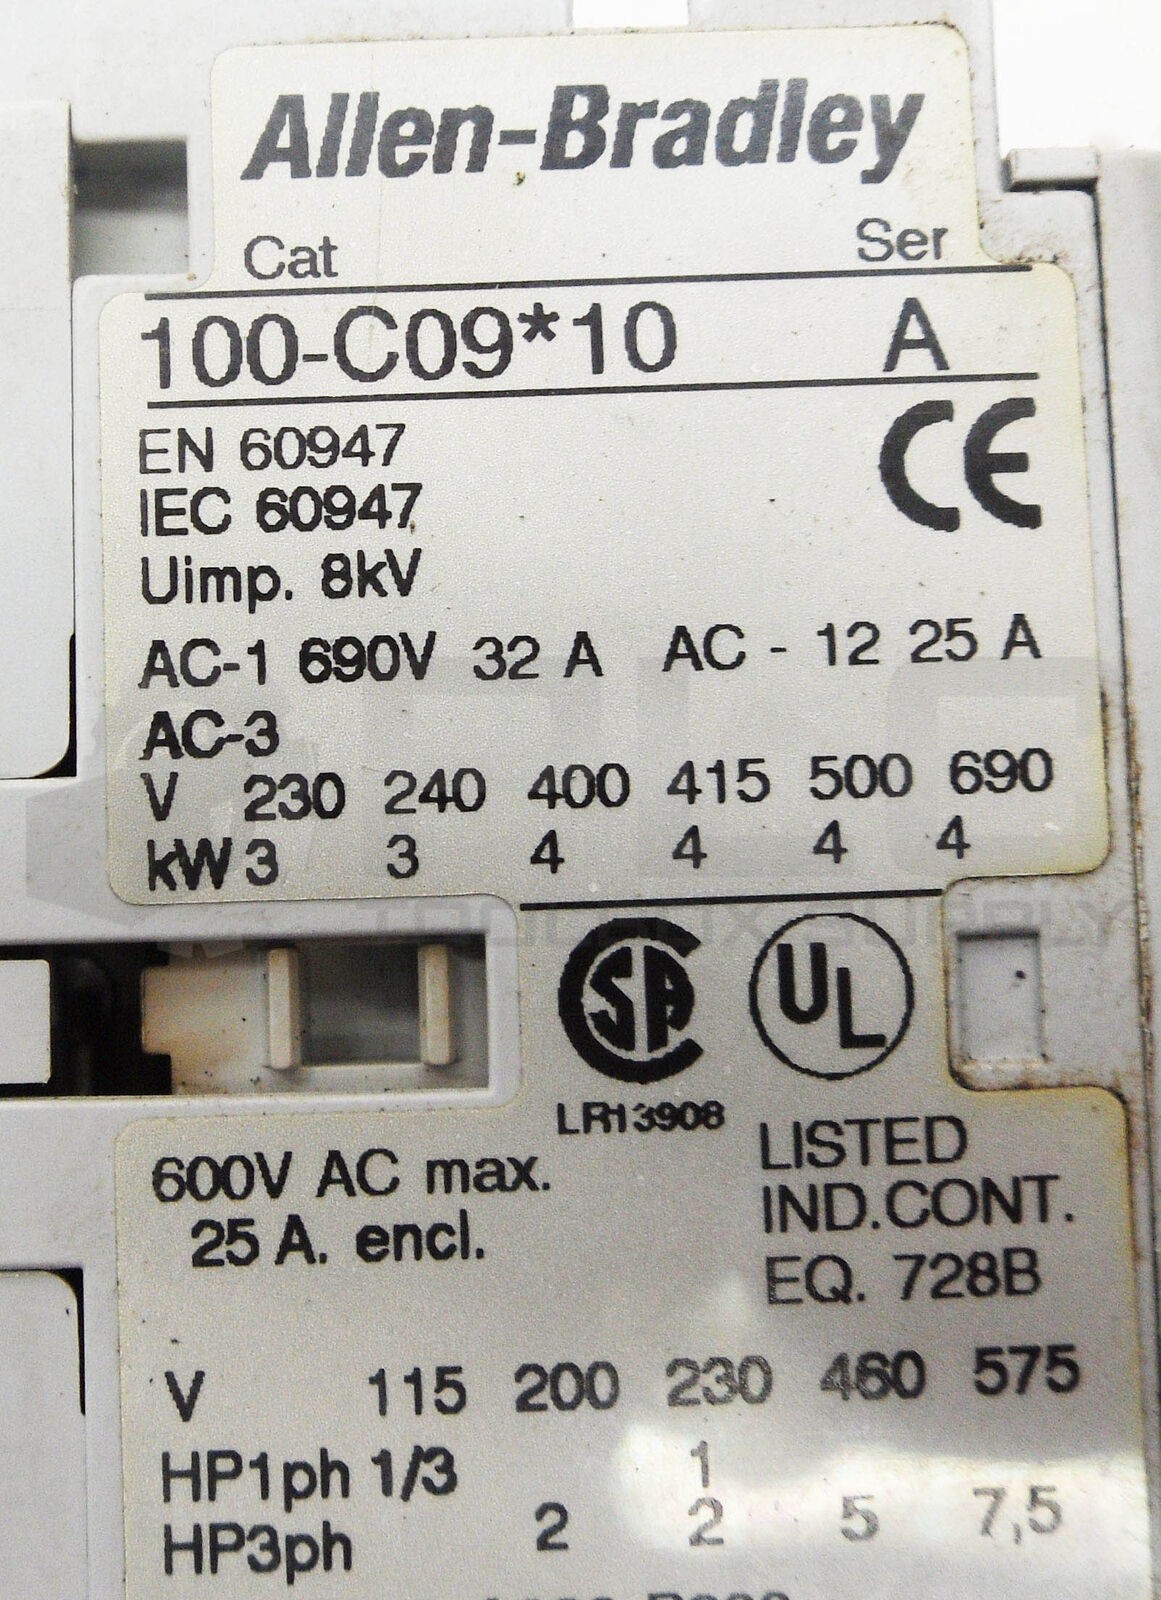 Allen-Bradley
Cat Ser
100-C09*10 A
EN 60947
IEC 60947
CE
Uimp. 8kV
AC-1 690V 32 A AC - 12 25 A
AC-3
V 230 240 400 415 500 690
kW 3 3 4 4 4 4
SA UL
LR13908
600V AC max.
25 A. encl.
LISTED
IND.CONT.
EQ. 728B
V 115 200 230 460 575
HP1ph 1/3 1
HP3ph 2 2 5 7,5